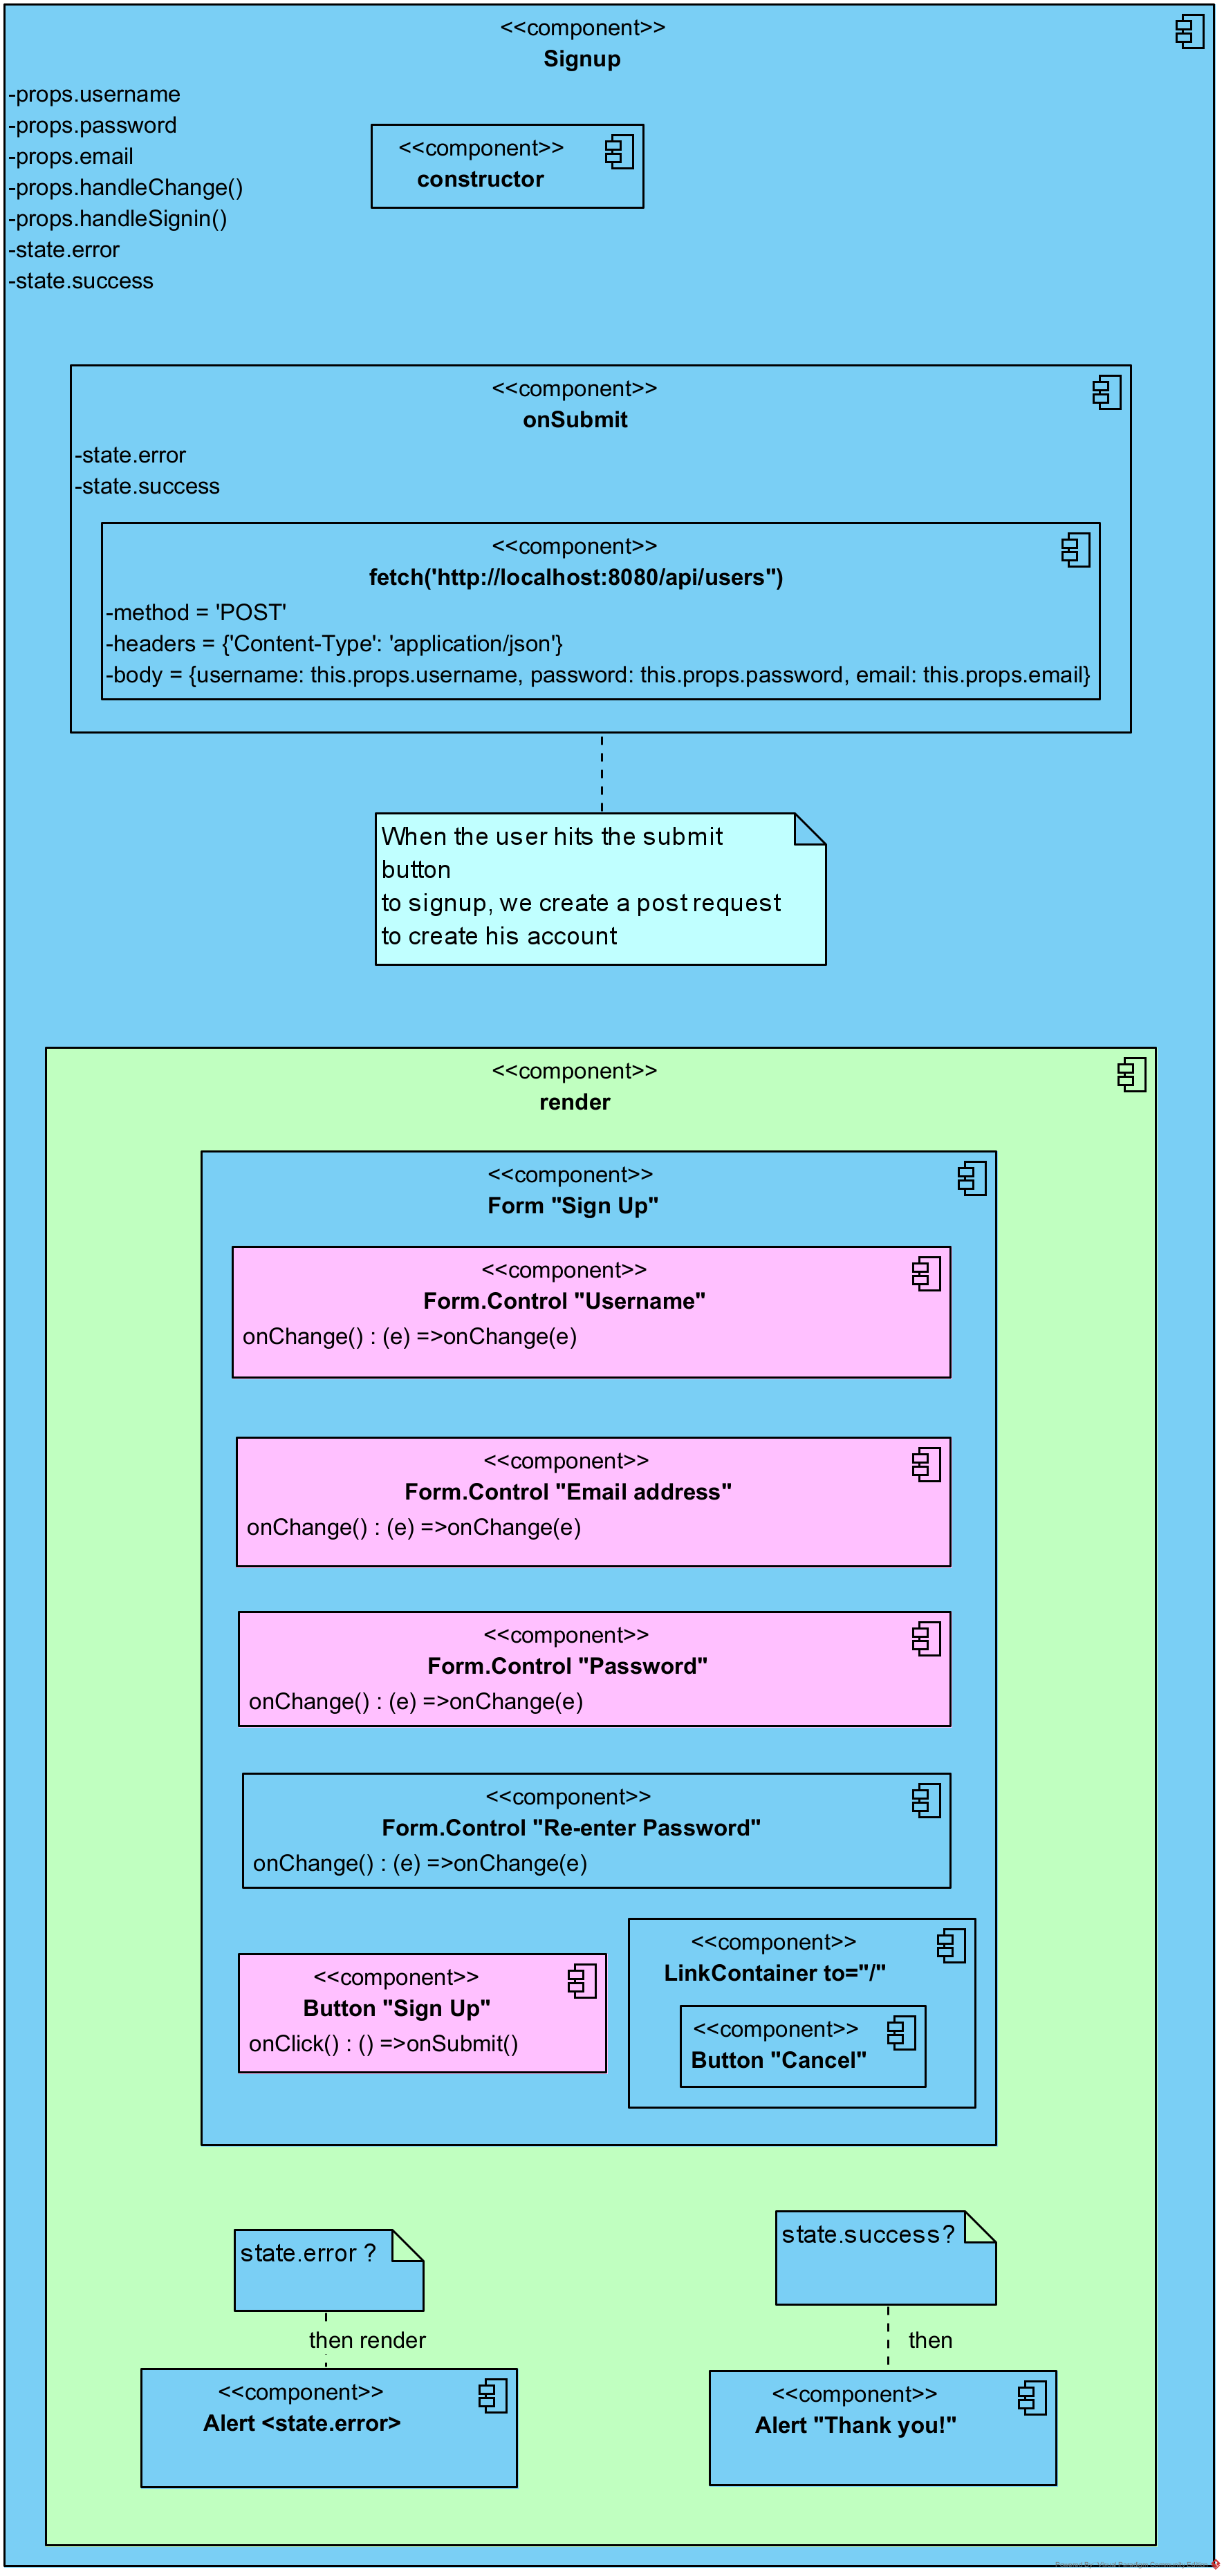 <<component>>
Signup
-props.username
-props.password
-props.email
-props.handleChange()
-props.handleSignin()
-state.error
-state.success
<<component>>
constructor
<<component>>
onSubmit
-state.error
-state.success
<<component>>
fetch('http://localhost:8080/api/users")
-method = 'POST'
-headers = {'Content-Type': 'application/json'}
-body = {username: this.props.username, password: this.props.password, email: this.props.email}
When the user hits the submit
button
to signup, we create a post request
to create his account
<<component>>
render
<<component>>
Form "Sign Up"
<<component>>
Form.Control "Username"
onChange() : (e) =>onChange(e)
<<component>>
Form.Control "Email address"
onChange() : (e) =>onChange(e)
<<component>>
Form.Control "Password"
onChange() : (e) =>onChange(e)
<<component>>
Form.Control "Re-enter Password"
onChange() : (e) =>onChange(e)
<<component>>
Button "Sign Up"
onClick() : () =>onSubmit()
<<component>>
LinkContainer to="/"
<<component>>
Button "Cancel"
state.error ?
then render
<<component>>
Alert <state.error>
state.success?
then
<<component>>
Alert "Thank you!"
Powered By Visual Paradigm Community Edition